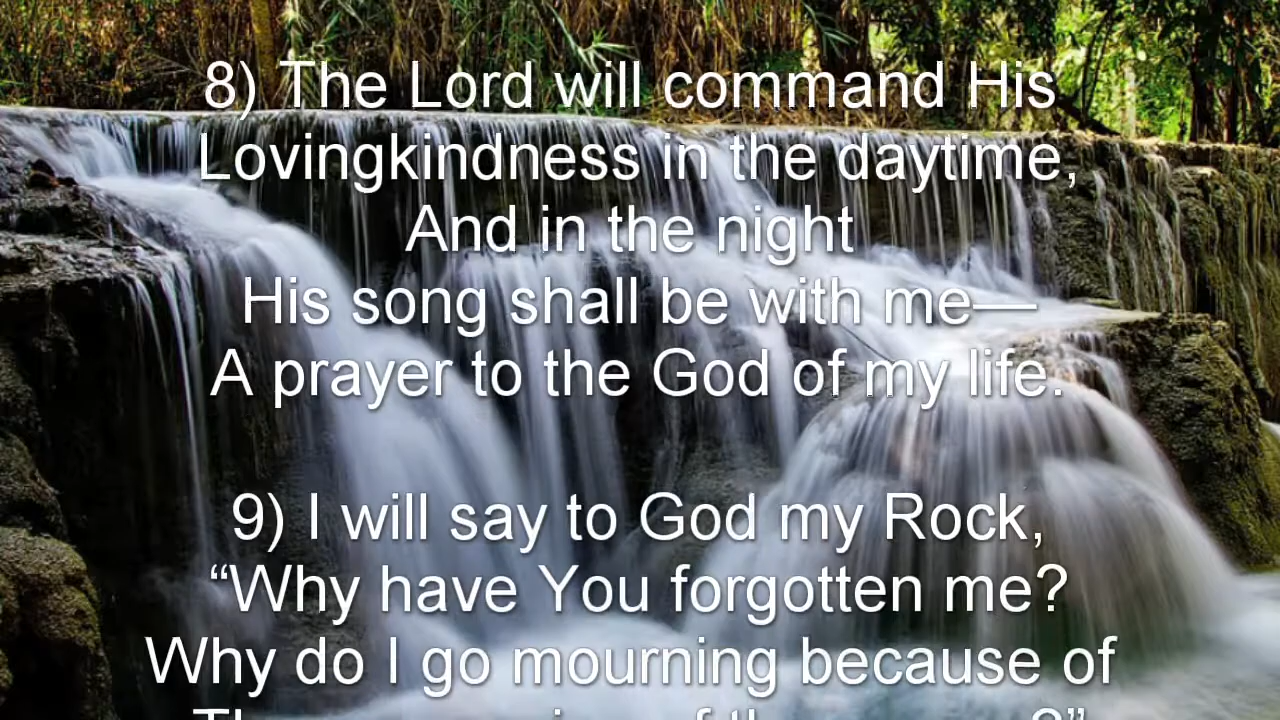 8) The Lord will command His
Lovingkindness in the daytime,
And in the night
His song shall be with me—
A prayer to the God of my life.
9) I will say to God my Rock,
“Why have You forgotten me?
Why do I go mourning because of